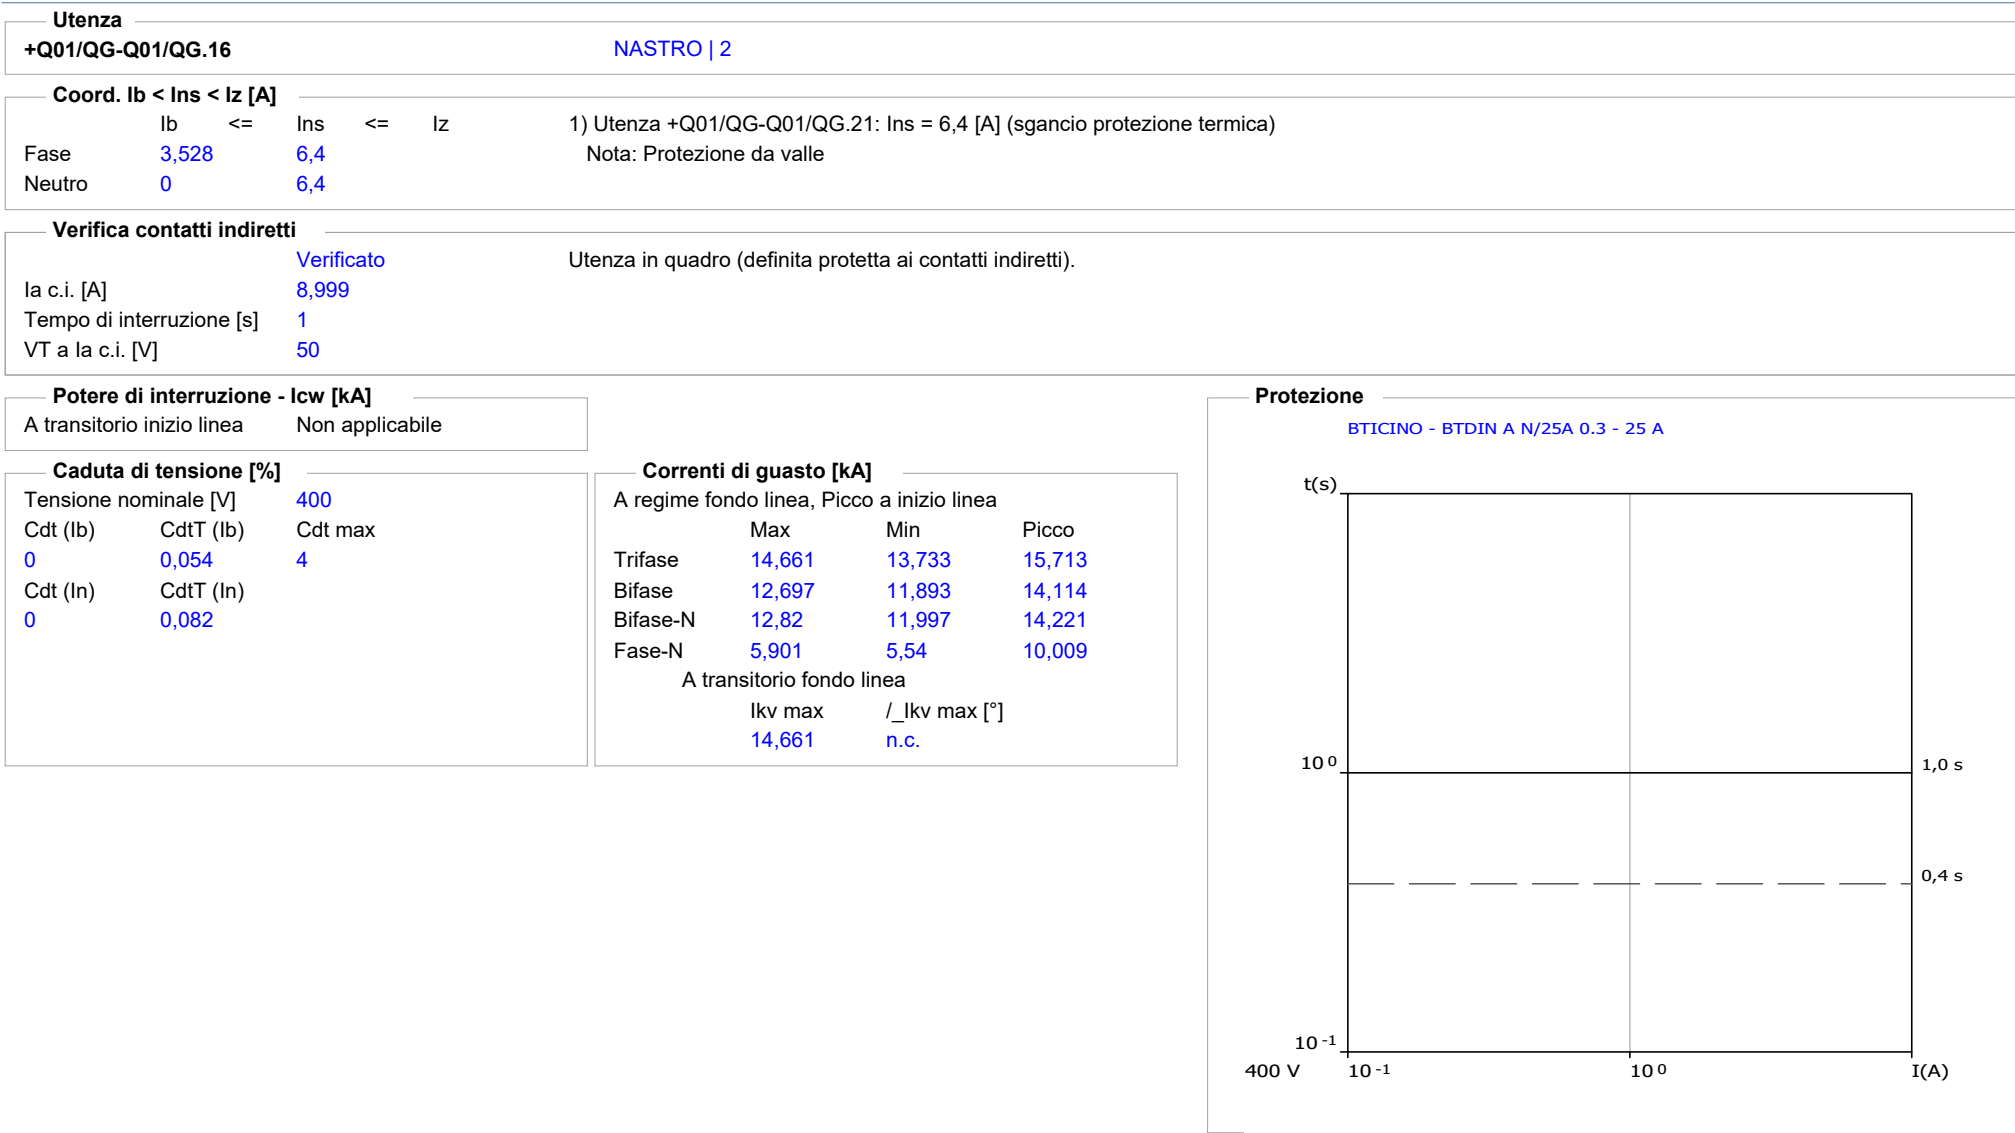 Utenza
+Q01/QG-Q01/QG.16 NASTRO | 2
Coord. Ib < Ins < Iz [A]
Ib <= Ins <= Iz 1) Utenza +Q01/QG-Q01/QG.21: Ins = 6,4 [A] (sgancio protezione termica)
Fase 3,528 6,4 Nota: Protezione da valle
Neutro 0 6,4
Verifica contatti indiretti
Verificato Utenza in quadro (definita protetta ai contatti indiretti).
Ia c.i. [A] 8,999
Tempo di interruzione [s] 1
VT a Ia c.i. [V] 50
Potere di interruzione - Icw [kA]
A transitorio inizio linea Non applicabile
Caduta di tensione [%]
Tensione nominale [V] 400
Cdt (Ib) CdtT (Ib) Cdt max
0 0,054 4
Cdt (In) CdtT (In)
0 0,082
Correnti di guasto [kA]
A regime fondo linea, Picco a inizio linea
Max Min Picco
Trifase 14,661 13,733 15,713
Bifase 12,697 11,893 14,114
Bifase-N 12,82 11,997 14,221
Fase-N 5,901 5,54 10,009
A transitorio fondo linea
Ikv max /_Ikv max [°]
14,661 n.c.
Protezione
BTICINO - BTDIN A N/25A 0.3 - 25 A
t(s)
10 0 1,0 s
0,4 s
10 -1
400 V 10 -1 10 0 I(A)